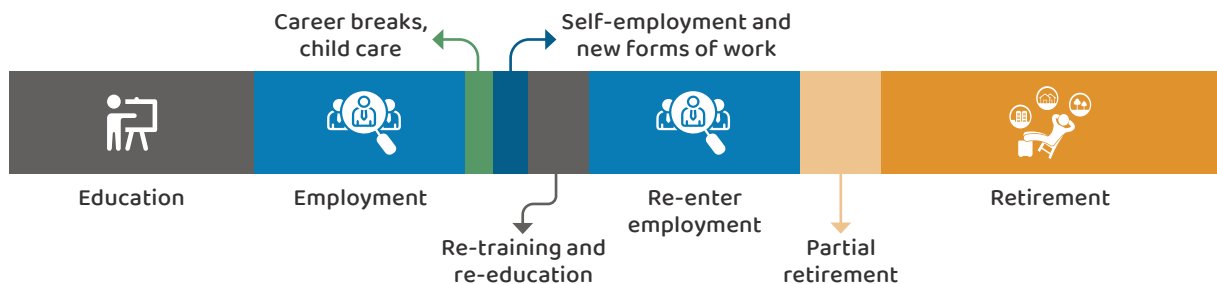 Career breaks,
child care
Self-employment and
new forms of work
Education
Employment
Re-training and
re-education
Re-enter
employment
Partial
retirement
Retirement